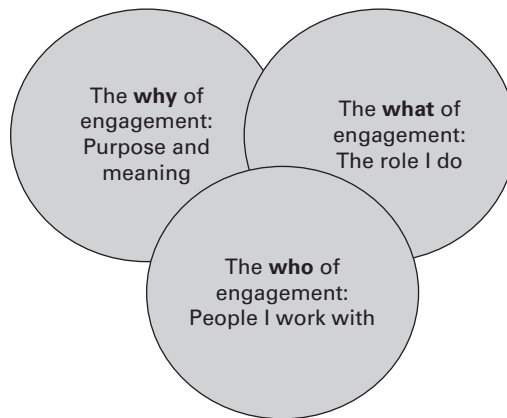 The why of
engagement:
Purpose and
meaning
The what of
engagement:
The role I do
The who of
engagement:
People I work with